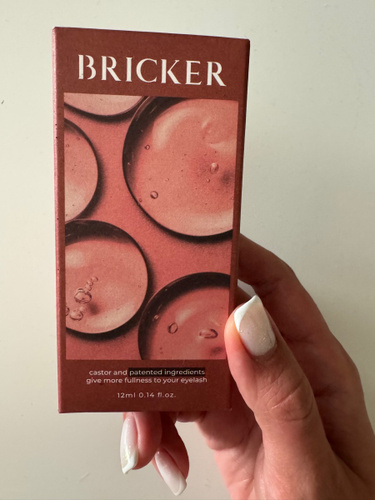 BRICKER
castor and patented ingredients
give more fullness to your eyelash
12ml 0.14 fl.oz.